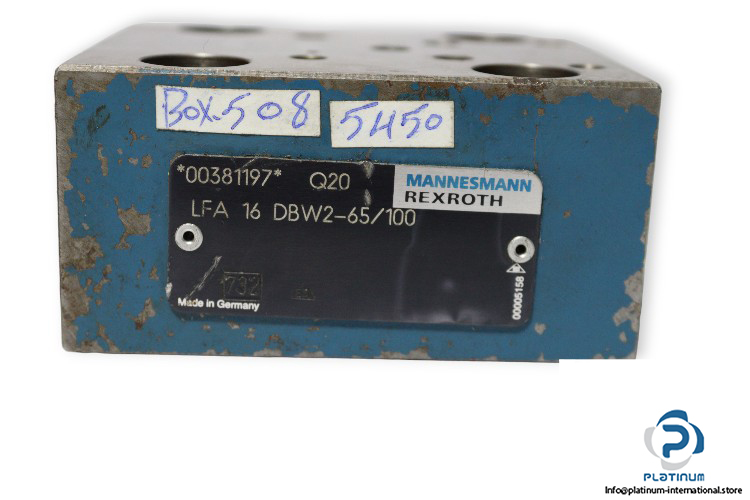 BOX-508
5450
*00381197* Q20
MANNESMANN
REXROTH
LFA 16 DBW2-65/100
1732
Made in Germany
00005158
PLATINUM
Info@platinum-international.store